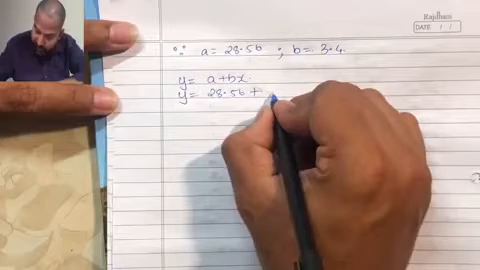 Rajdhani
DATE / /
∵ a = 28.56 ; b = 3.4
y = a + bx
y = 28.56 +